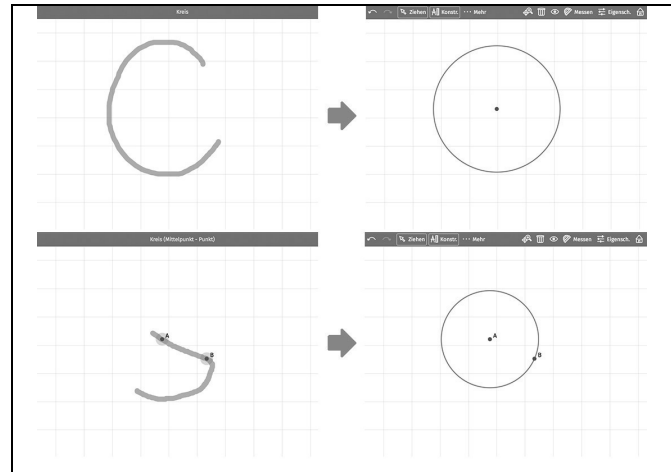 Kreis
Ziehen Konstr. ··· Mehr Messen Eigensch.
Kreis (Mittelpunkt - Punkt)
Ziehen Konstr. ··· Mehr Messen Eigensch.
A
B
A
B